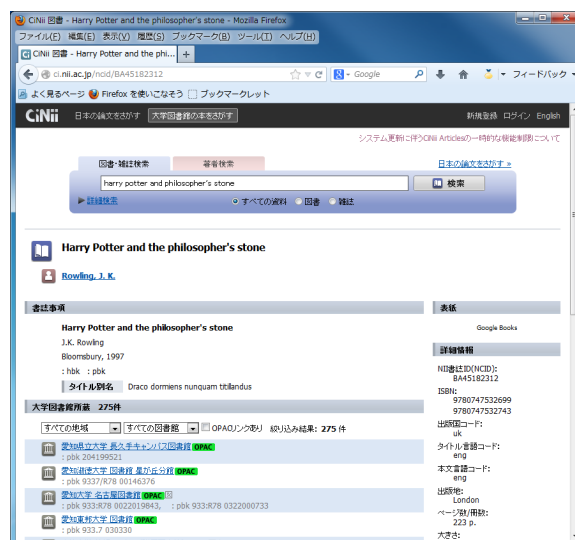 CiNii 図書 - Harry Potter and the philosopher's stone - Mozilla Firefox
ファイル(F) 編集(E) 表示(V) 履歴(S) ブックマーク(B) ツール(T) ヘルプ(H)
CiNii 図書 - Harry Potter and the phi...
ci.nii.ac.jp/ncid/BA45182312
Google
フィードバック
よく見るページ Firefox を使いこなそう ブックマークレット
CiNii 日本の論文をさがす 大学図書館の本をさがす 新規登録 ログイン English
システム更新に伴うCiNii Articlesの一時的な機能制限について
図書・雑誌検索 著者検索 日本の論文をさがす »
harry potter and philosopher's stone 検索
詳細検索 すべての資料 図書 雑誌
Harry Potter and the philosopher's stone
Rowling, J. K.
書誌事項
Harry Potter and the philosopher's stone
J.K. Rowling
Bloomsbury, 1997
: hbk : pbk
タイトル別名 Draco dormiens nunquam titillandus
大学図書館所蔵 275件
すべての地域 すべての図書館 OPACリンクあり 絞り込み結果: 275 件
愛知県立大学 長久手キャンパス図書館 OPAC
: pbk 204199521
愛知淑徳大学 図書館 星が丘分館 OPAC
: pbk 9337/R78 00146376
愛知大学 名古屋図書館 OPAC 図
: pbk 933:R78 0022019843, : pbk 933:R78 0322000733
愛知東邦大学 図書館 OPAC
: pbk 933.7 030330
表紙
Google Books
詳細情報
NII書誌ID(NCID):
BA45182312
ISBN:
9780747532699
9780747532743
出版国コード:
uk
タイトル言語コード:
eng
本文言語コード:
eng
出版地:
London
ページ数/冊数:
223 p.
大きさ: